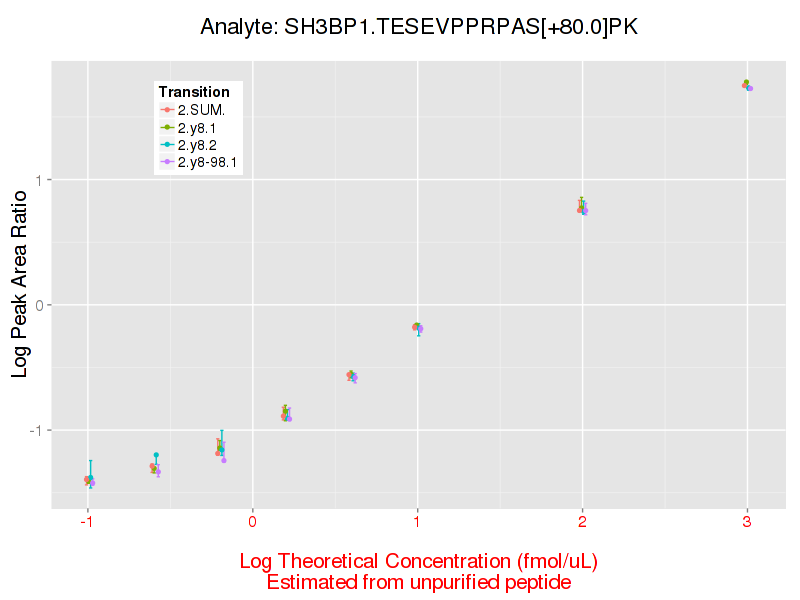 Analyte: SH3BP1.TESEVPPRPAS[+80.0]PK
Transition
2.SUM.
2.y8.1
2.y8.2
2.y8-98.1
Log Peak Area Ratio
1
0
-1
-1
0
1
2
3
Log Theoretical Concentration (fmol/uL)
Estimated from unpurified peptide